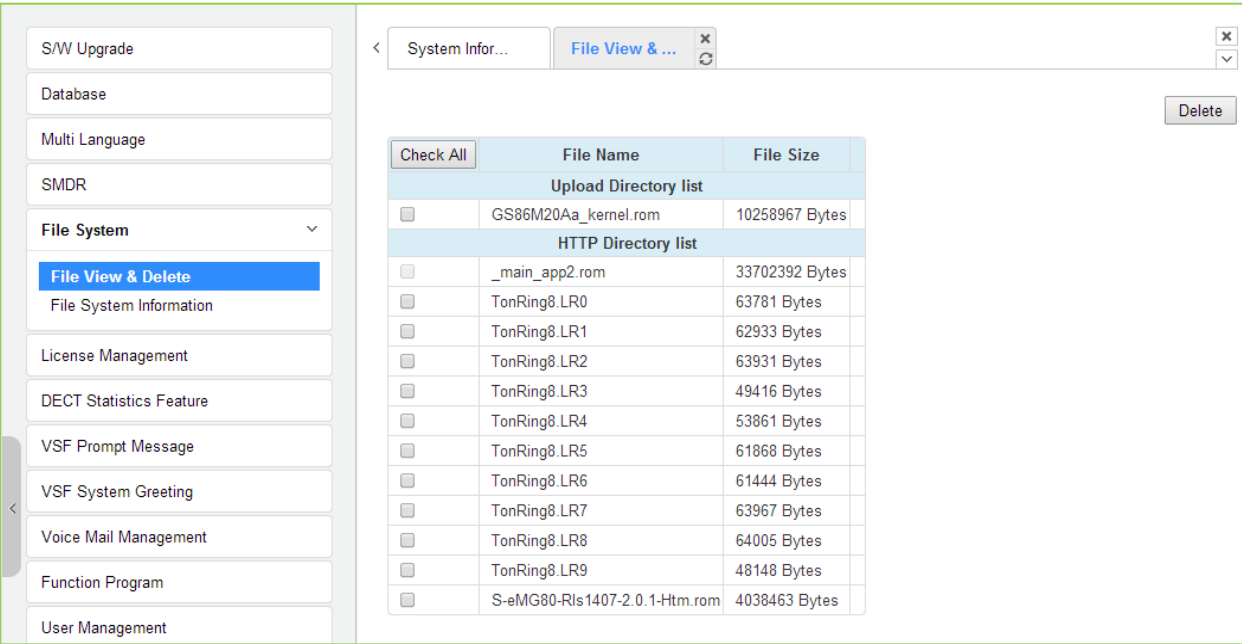 S/W Upgrade
Database
Multi Language
SMDR
File System
File View & Delete
File System Information
License Management
DECT Statistics Feature
VSF Prompt Message
VSF System Greeting
Voice Mail Management
Function Program
User Management
System Infor...
File View & ...
Delete
Check All File Name File Size
Upload Directory list
GS86M20Aa_kernel.rom 10258967 Bytes
HTTP Directory list
_main_app2.rom 33702392 Bytes
TonRing8.LR0 63781 Bytes
TonRing8.LR1 62933 Bytes
TonRing8.LR2 63931 Bytes
TonRing8.LR3 49416 Bytes
TonRing8.LR4 53861 Bytes
TonRing8.LR5 61868 Bytes
TonRing8.LR6 61444 Bytes
TonRing8.LR7 63967 Bytes
TonRing8.LR8 64005 Bytes
TonRing8.LR9 48148 Bytes
S-eMG80-Rls1407-2.0.1-Htm.rom 4038463 Bytes